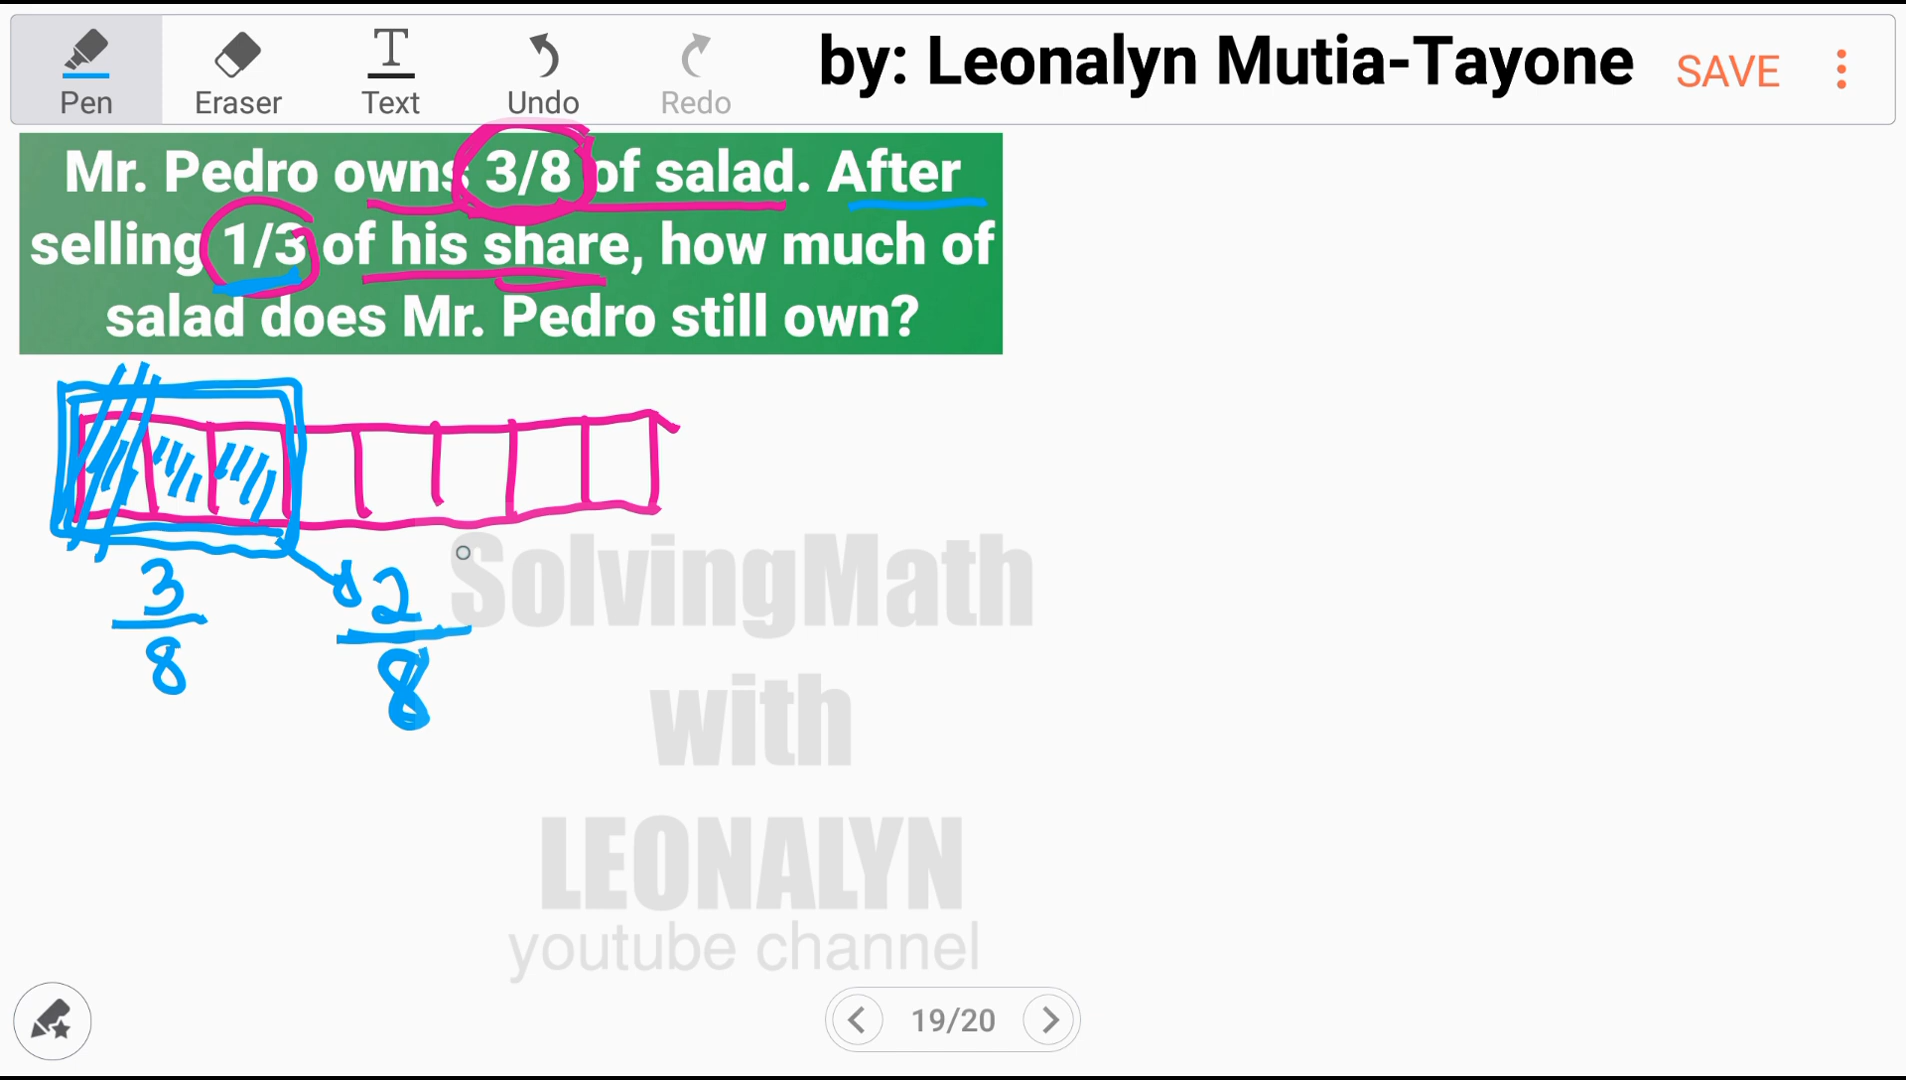 by: Leonalyn Mutia-Tayone
SAVE
Pen
Eraser
Text
Undo
Redo
Mr. Pedro owns 3/8 of salad. After
selling 1/3 of his share, how much of
salad does Mr. Pedro still own?
3
8
2
8
SolvingMath
with
LEONALYN
youtube channel
19/20